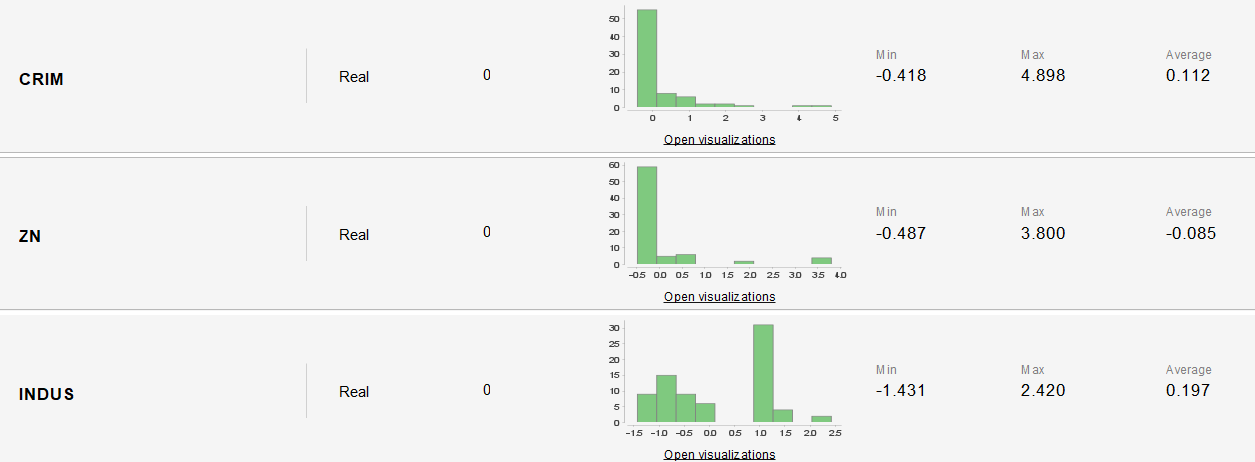 50
40
30
20
10
0
0 1 2 3 4 5
CRIM
Real
0
Min Max Average
-0.418 4.898 0.112
Open visualizations
60
50
40
30
20
10
0
-0.5 0.0 0.5 1.0 1.5 2.0 2.5 3.0 3.5 4.0
ZN
Real
0
Min Max Average
-0.487 3.800 -0.085
Open visualizations
30
25
20
15
10
5
0
-1.5 -1.0 -0.5 0.0 0.5 1.0 1.5 2.0 2.5
INDUS
Real
0
Min Max Average
-1.431 2.420 0.197
Open visualizations